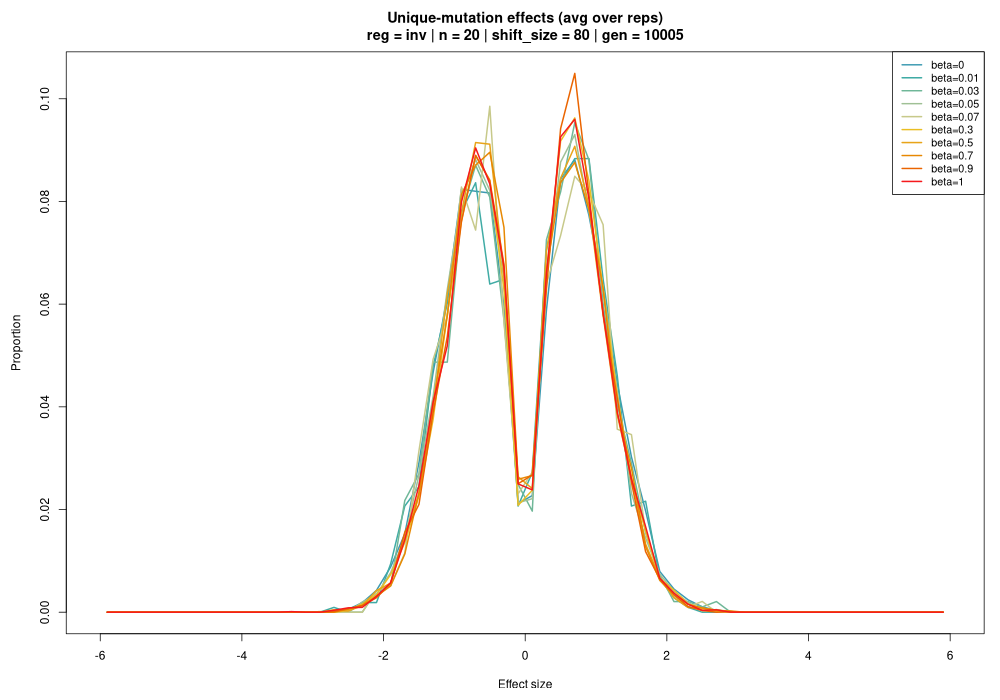 Unique-mutation effects (avg over reps)
reg = inv | n = 20 | shift_size = 80 | gen = 10005
beta=0
beta=0.01
beta=0.03
beta=0.05
beta=0.07
beta=0.3
beta=0.5
beta=0.7
beta=0.9
beta=1
Proportion
0.10
0.08
0.06
0.04
0.02
0.00
-6
-4
-2
0
2
4
6
Effect size